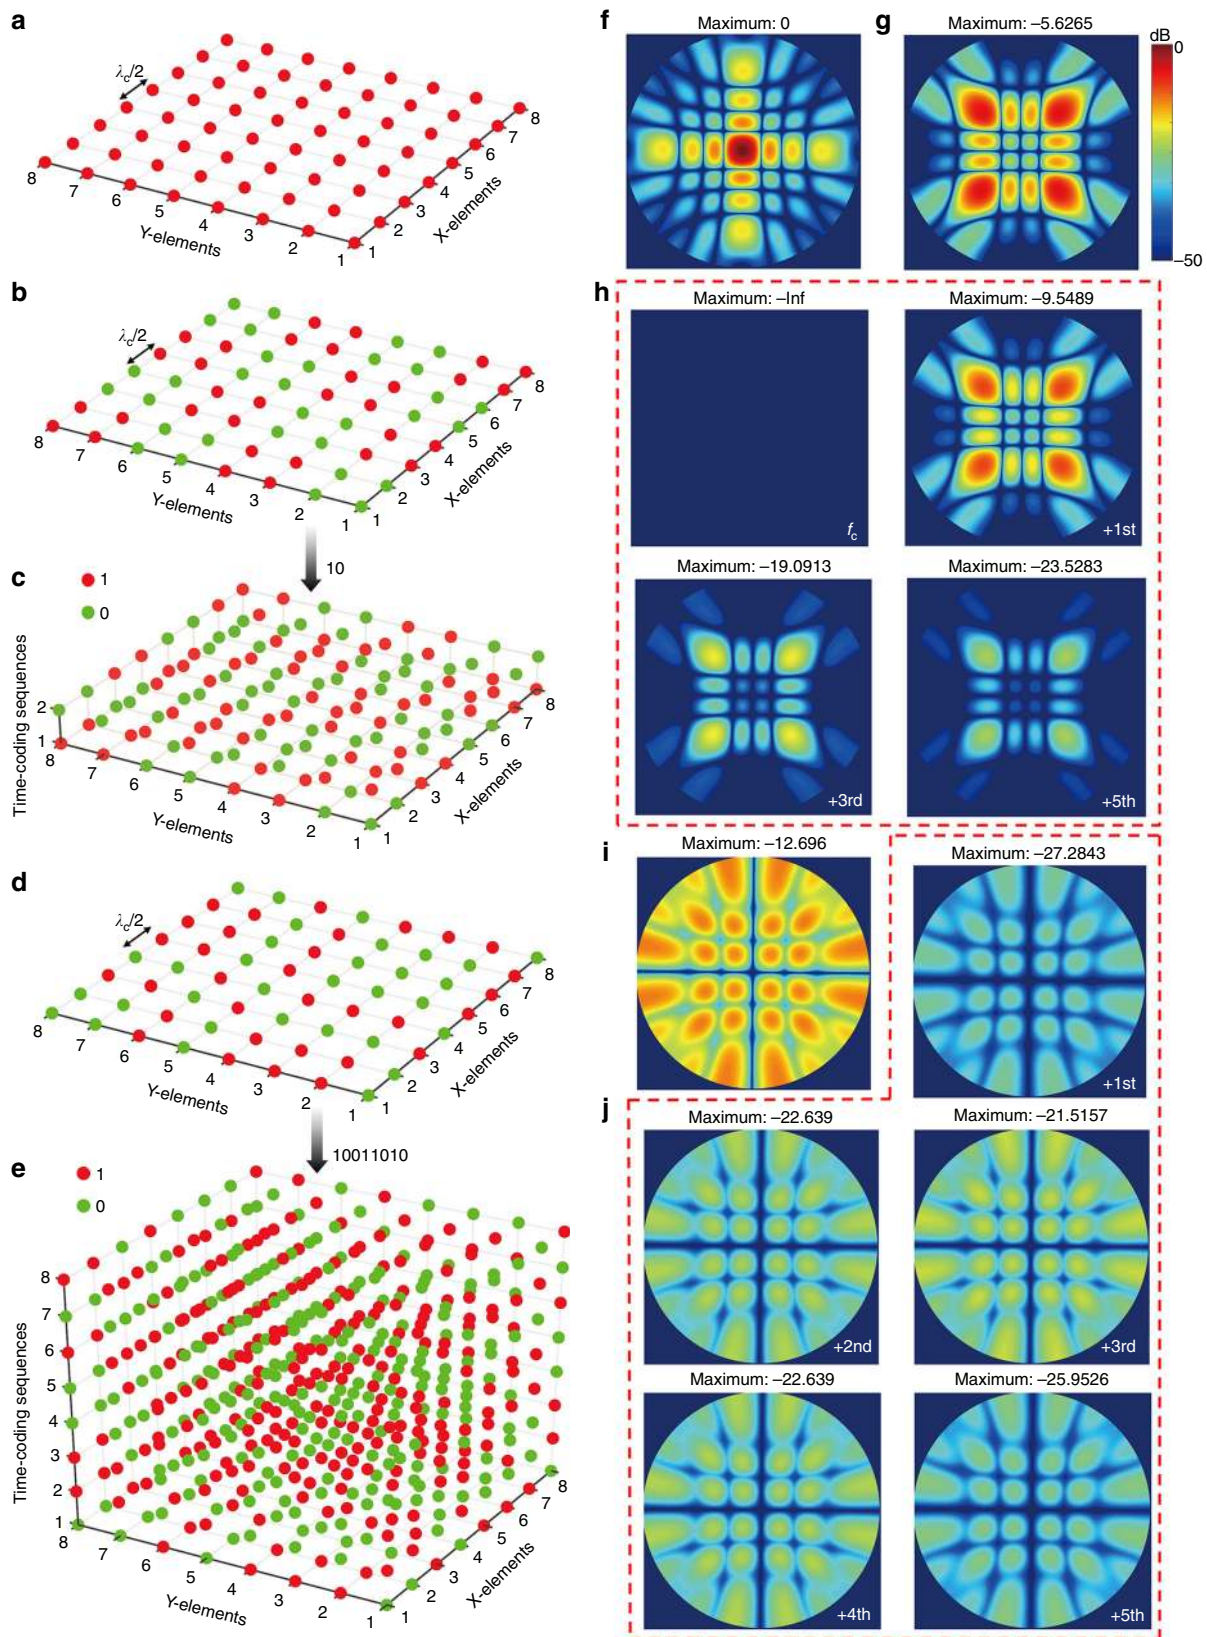 a
λc/2
8
7
6
5
4
3
2
1
Y-elements
1
2
3
4
5
6
7
8
X-elements
b
λc/2
8
7
6
5
4
3
2
1
Y-elements
1
2
3
4
5
6
7
8
X-elements
10
c
1
0
Time-coding sequences
2
1
8
7
6
5
4
3
2
1
Y-elements
1
2
3
4
5
6
7
8
X-elements
d
λc/2
8
7
6
5
4
3
2
1
Y-elements
1
2
3
4
5
6
7
8
X-elements
10011010
e
1
0
Time-coding sequences
8
7
6
5
4
3
2
1
8
7
6
5
4
3
2
1
Y-elements
1
2
3
4
5
6
7
8
X-elements
f
Maximum: 0
g
Maximum: –5.6265
dB
0
–50
h
Maximum: –Inf
fc
Maximum: –9.5489
+1st
Maximum: –19.0913
+3rd
Maximum: –23.5283
+5th
i
Maximum: –12.696
Maximum: –27.2843
+1st
j
Maximum: –22.639
+2nd
Maximum: –21.5157
+3rd
Maximum: –22.639
+4th
Maximum: –25.9526
+5th